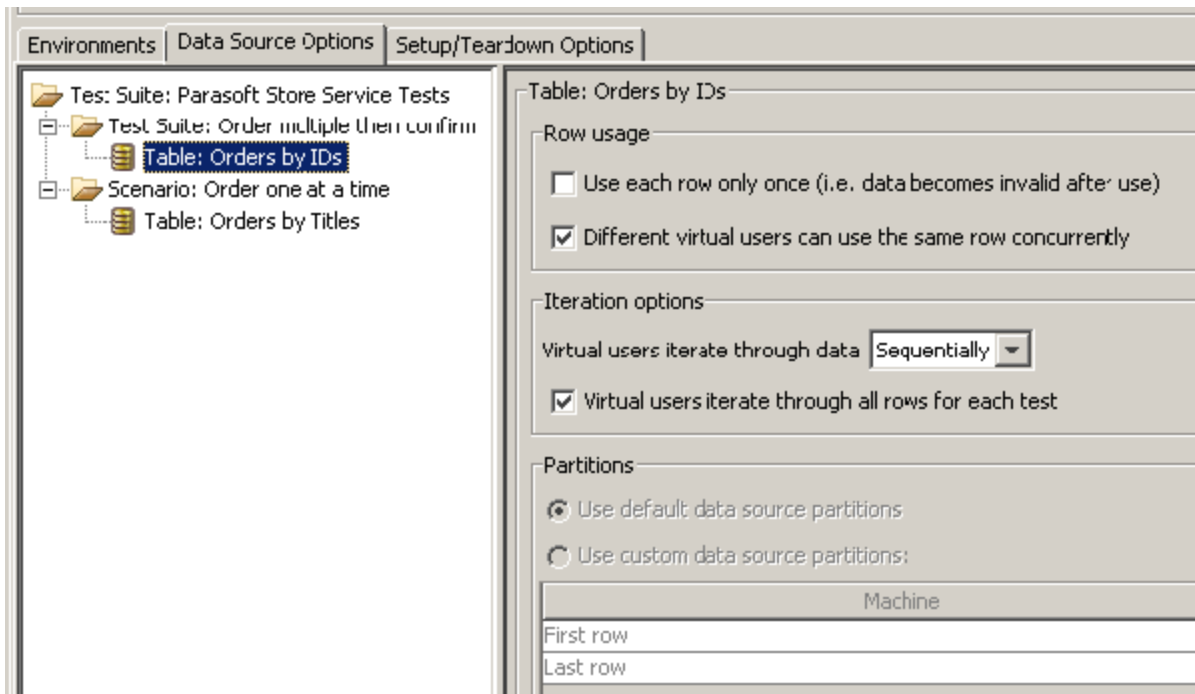 Environments
Data Source Options
Setup/Teardown Options
Test Suite: Parasoft Store Service Tests
Test Suite: Order multiple then confirm
Table: Orders by IDs
Scenario: Order one at a time
Table: Orders by Titles
Table: Orders by IDs
Row usage
Use each row only once (i.e. data becomes invalid after use)
Different virtual users can use the same row concurrently
Iteration options
Virtual users iterate through data Sequentially
Virtual users iterate through all rows for each test
Partitions
Use default data source partitions
Use custom data source partitions:
Machine
First row
Last row